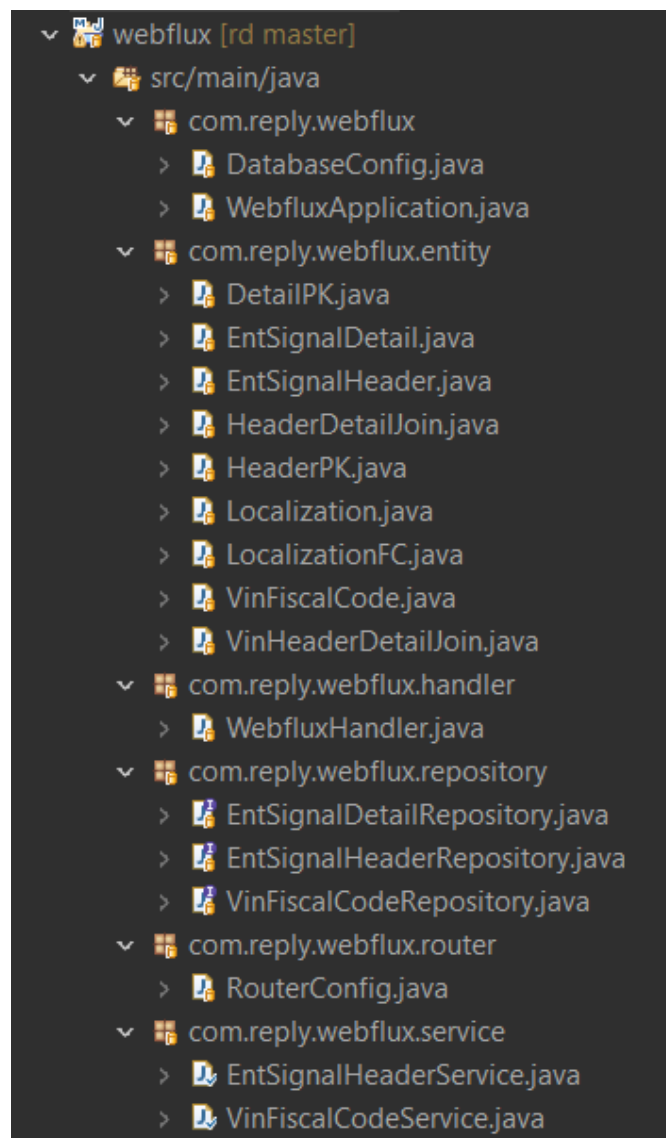 webflux [rd master]
src/main/java
com.reply.webflux
DatabaseConfig.java
WebfluxApplication.java
com.reply.webflux.entity
DetailPK.java
EntSignalDetail.java
EntSignalHeader.java
HeaderDetailJoin.java
HeaderPK.java
Localization.java
LocalizationFC.java
VinFiscalCode.java
VinHeaderDetailJoin.java
com.reply.webflux.handler
WebfluxHandler.java
com.reply.webflux.repository
EntSignalDetailRepository.java
EntSignalHeaderRepository.java
VinFiscalCodeRepository.java
com.reply.webflux.router
RouterConfig.java
com.reply.webflux.service
EntSignalHeaderService.java
VinFiscalCodeService.java